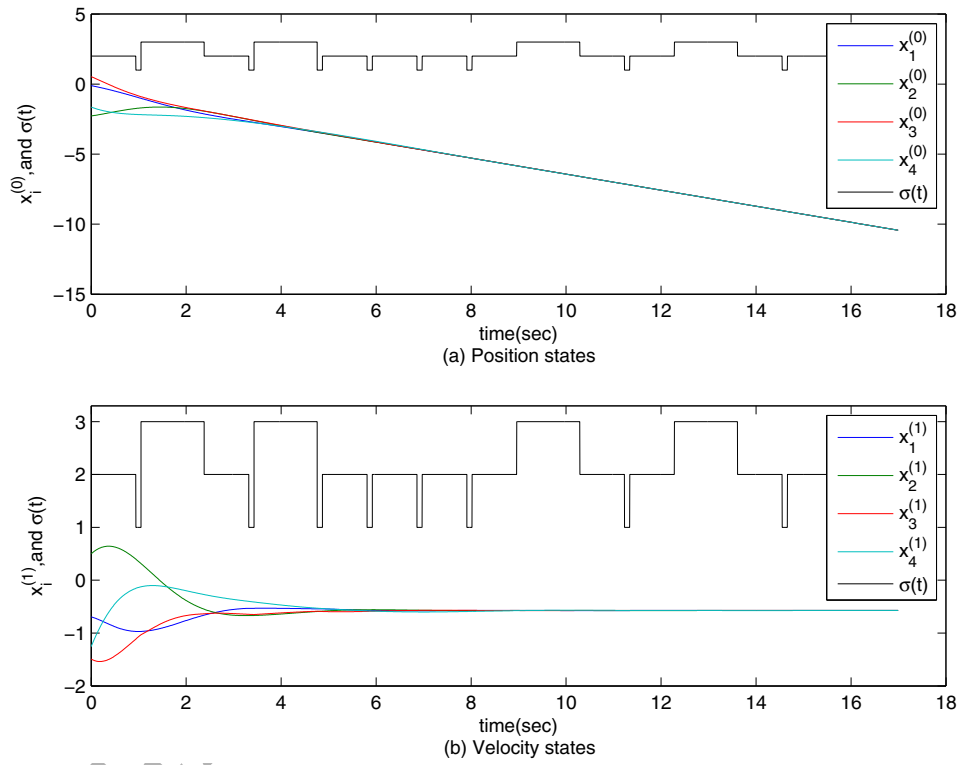 5
0
−5
−10
−15
x_i^(0),and σ(t)
0 2 4 6 8 10 12 14 16 18
time(sec)
(a) Position states
x_1^(0)
x_2^(0)
x_3^(0)
x_4^(0)
σ(t)
3
2
1
0
−1
−2
x_i^(1),and σ(t)
0 2 4 6 8 10 12 14 16 18
time(sec)
(b) Velocity states
x_1^(1)
x_2^(1)
x_3^(1)
x_4^(1)
σ(t)